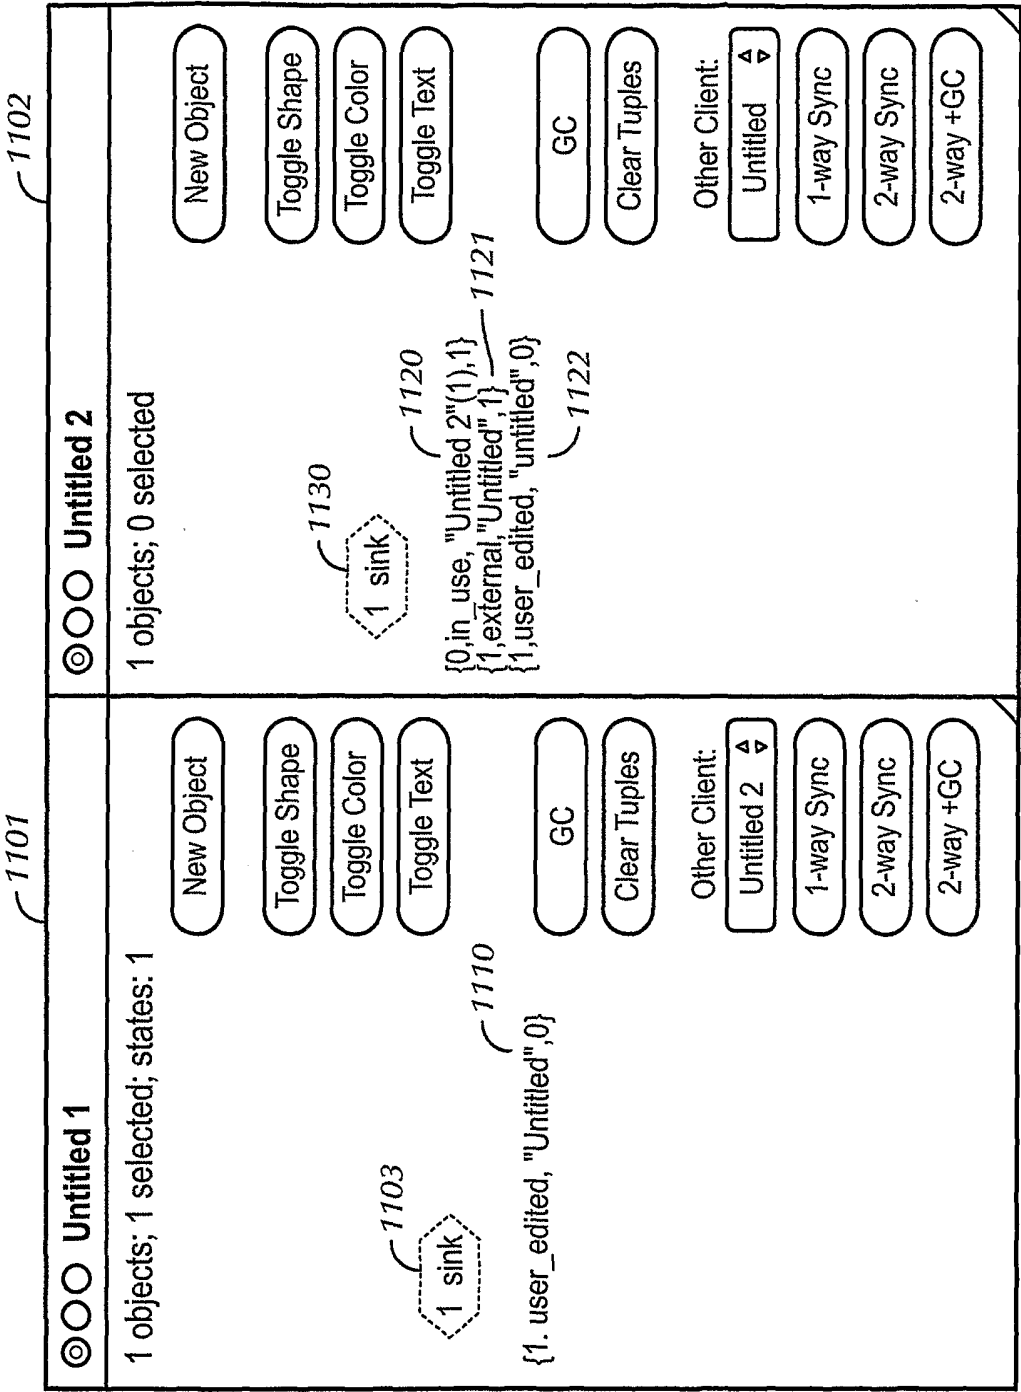 1101
Untitled 1
1 objects; 1 selected; states: 1
New Object
1103
1 sink
Toggle Shape
Toggle Color
Toggle Text
1110
{1. user_edited, "Untitled",0}
GC
Clear Tuples
Other Client:
Untitled 2
1-way Sync
2-way Sync
2-way +GC
1102
Untitled 2
1 objects; 0 selected
New Object
1130
1 sink
Toggle Shape
Toggle Color
Toggle Text
1120
{0,in_use, "Untitled 2"(1),1}
{1,external,"Untitled",1}
1121
{1,user_edited, "untitled",0}
1122
GC
Clear Tuples
Other Client:
Untitled
1-way Sync
2-way Sync
2-way +GC